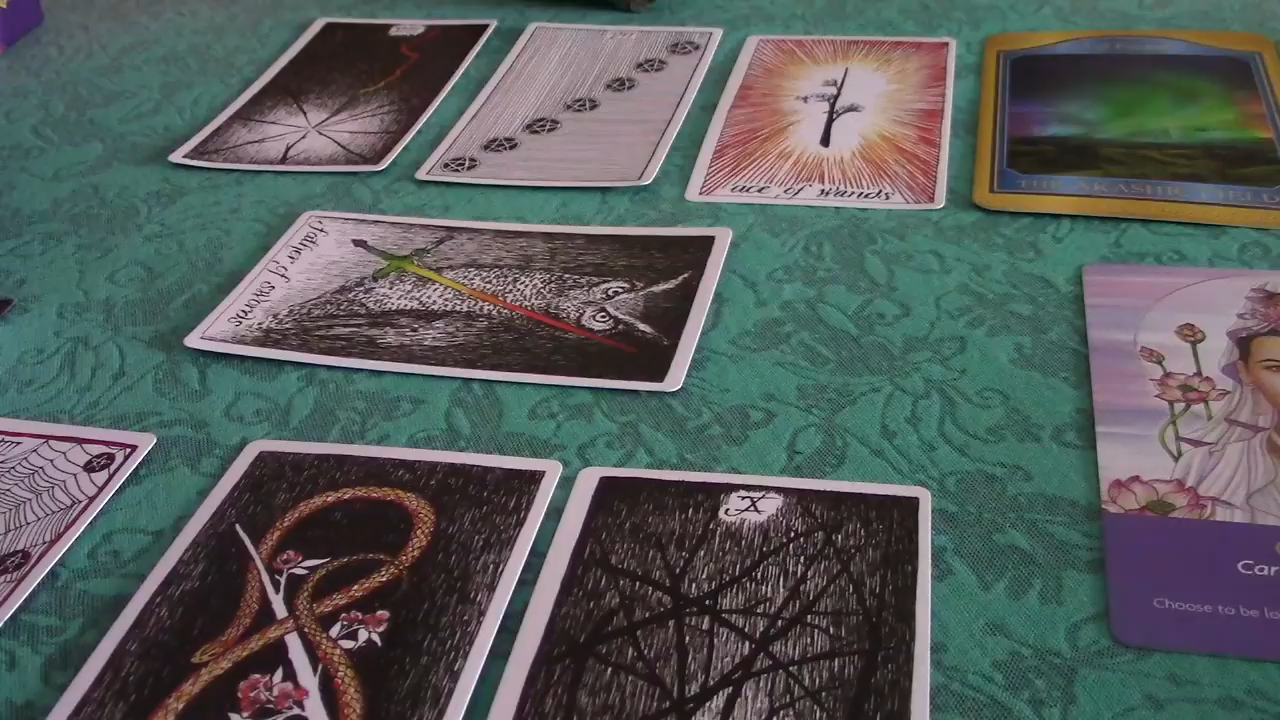 ace of wands
THE AKASHIC FIELD
father of swords
X
Car
Choose to be lo